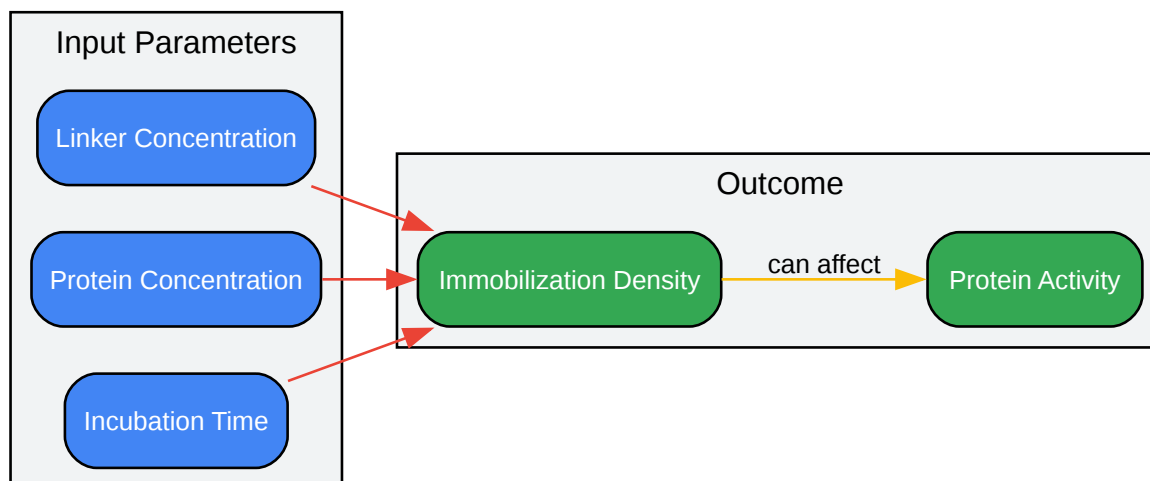 Input Parameters
Linker Concentration
Protein Concentration
Incubation Time
Outcome
Immobilization Density
can affect
Protein Activity